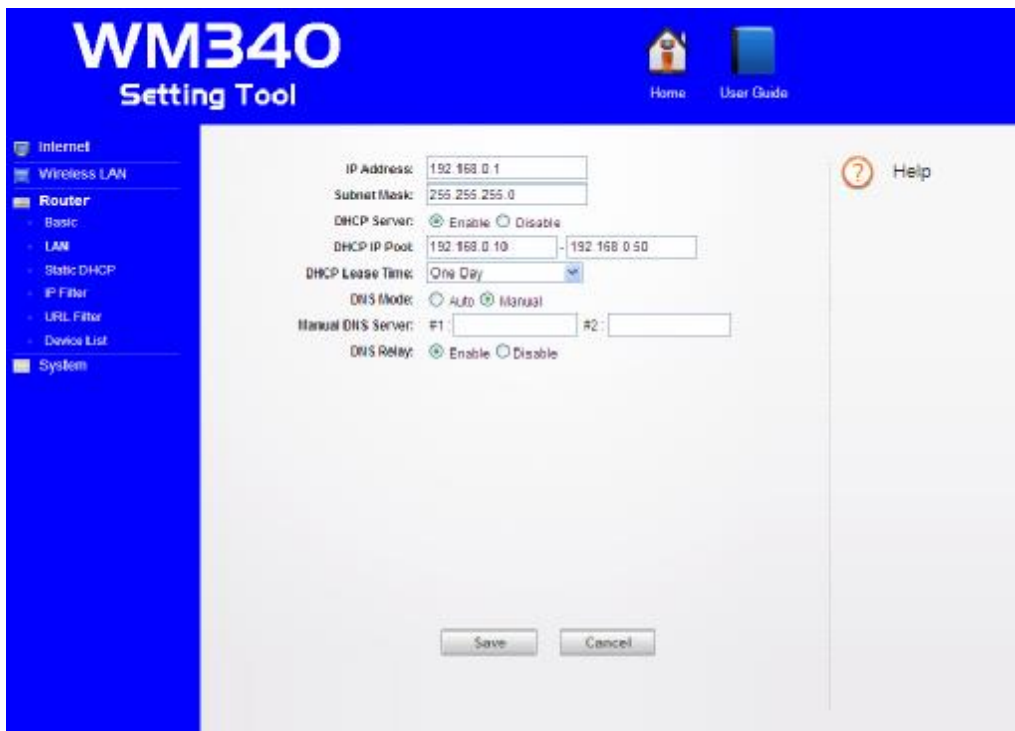 WM340
Setting Tool
Home User Guide
Internet
Wireless LAN
Router
Basic
LAN
Static DHCP
IP Filter
URL Filter
Device List
System
IP Address: 192.168.0.1
Subnet Mask: 255.255.255.0
DHCP Server: Enable Disable
DHCP IP Pool: 192.168.0.10 - 192.168.0.50
DHCP Lease Time: One Day
DNS Mode: Auto Manual
Manual DNS Server: #1: #2:
DNS Relay: Enable Disable
Save Cancel
? Help